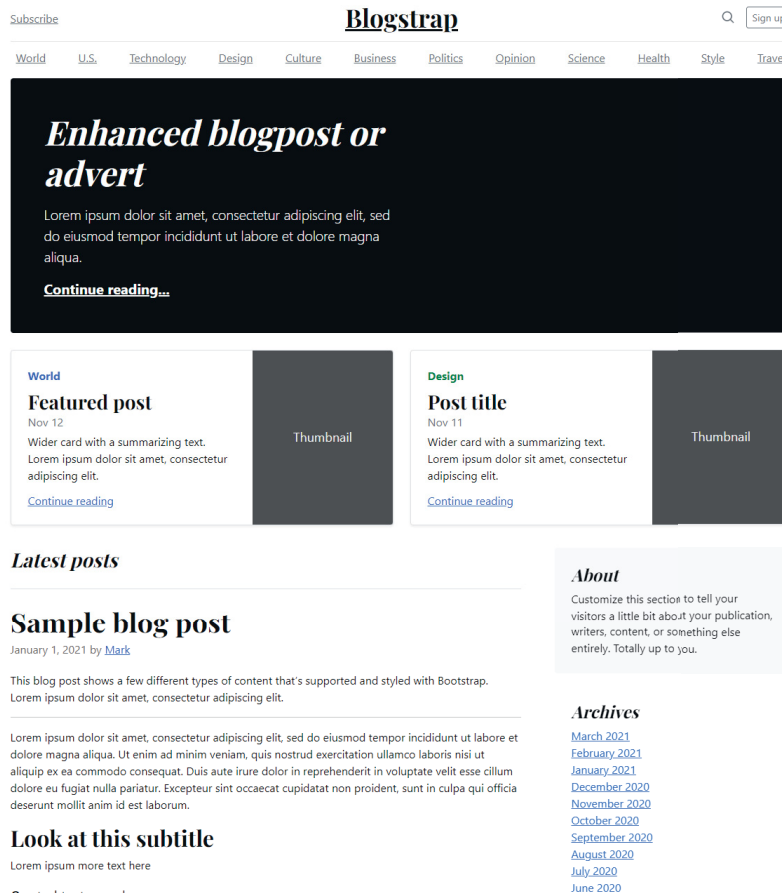 Subscribe
Blogstrap
Sign up
World U.S. Technology Design Culture Business Politics Opinion Science Health Style
Enhanced blogpost or
advert
Lorem ipsum dolor sit amet, consectetur adipiscing elit, sed
do eiusmod tempor incididunt ut labore et dolore magna
aliqua.
Continue reading...
World
Featured post
Nov 12
Wider card with a summarizing text.
Lorem ipsum dolor sit amet, consectetur
adipiscing elit.
Continue reading
Thumbnail
Design
Post title
Nov 11
Wider card with a summarizing text.
Lorem ipsum dolor sit amet, consectetur
adipiscing elit.
Continue reading
Thumbnail
Latest posts
Sample blog post
January 1, 2021 by Mark
This blog post shows a few different types of content that's supported and styled with Bootstrap.
Lorem ipsum dolor sit amet, consectetur adipiscing elit.
Lorem ipsum dolor sit amet, consectetur adipiscing elit, sed do eiusmod tempor incididunt ut labore et
dolore magna aliqua. Ut enim ad minim veniam, quis nostrud exercitation ullamco laboris nisi ut
aliquip ex ea commodo consequat. Duis aute irure dolor in reprehenderit in voluptate velit esse cillum
dolore eu fugiat nulla pariatur. Excepteur sint occaecat cupidatat non proident, sunt in culpa qui officia
deserunt mollit anim id est laborum.
Look at this subtitle
Lorem ipsum more text here
About
Customize this section to tell your
visitors a little bit about your publication,
writers, content, or something else
entirely. Totally up to you.
Archives
March 2021
February 2021
January 2021
December 2020
November 2020
October 2020
September 2020
August 2020
July 2020
June 2020